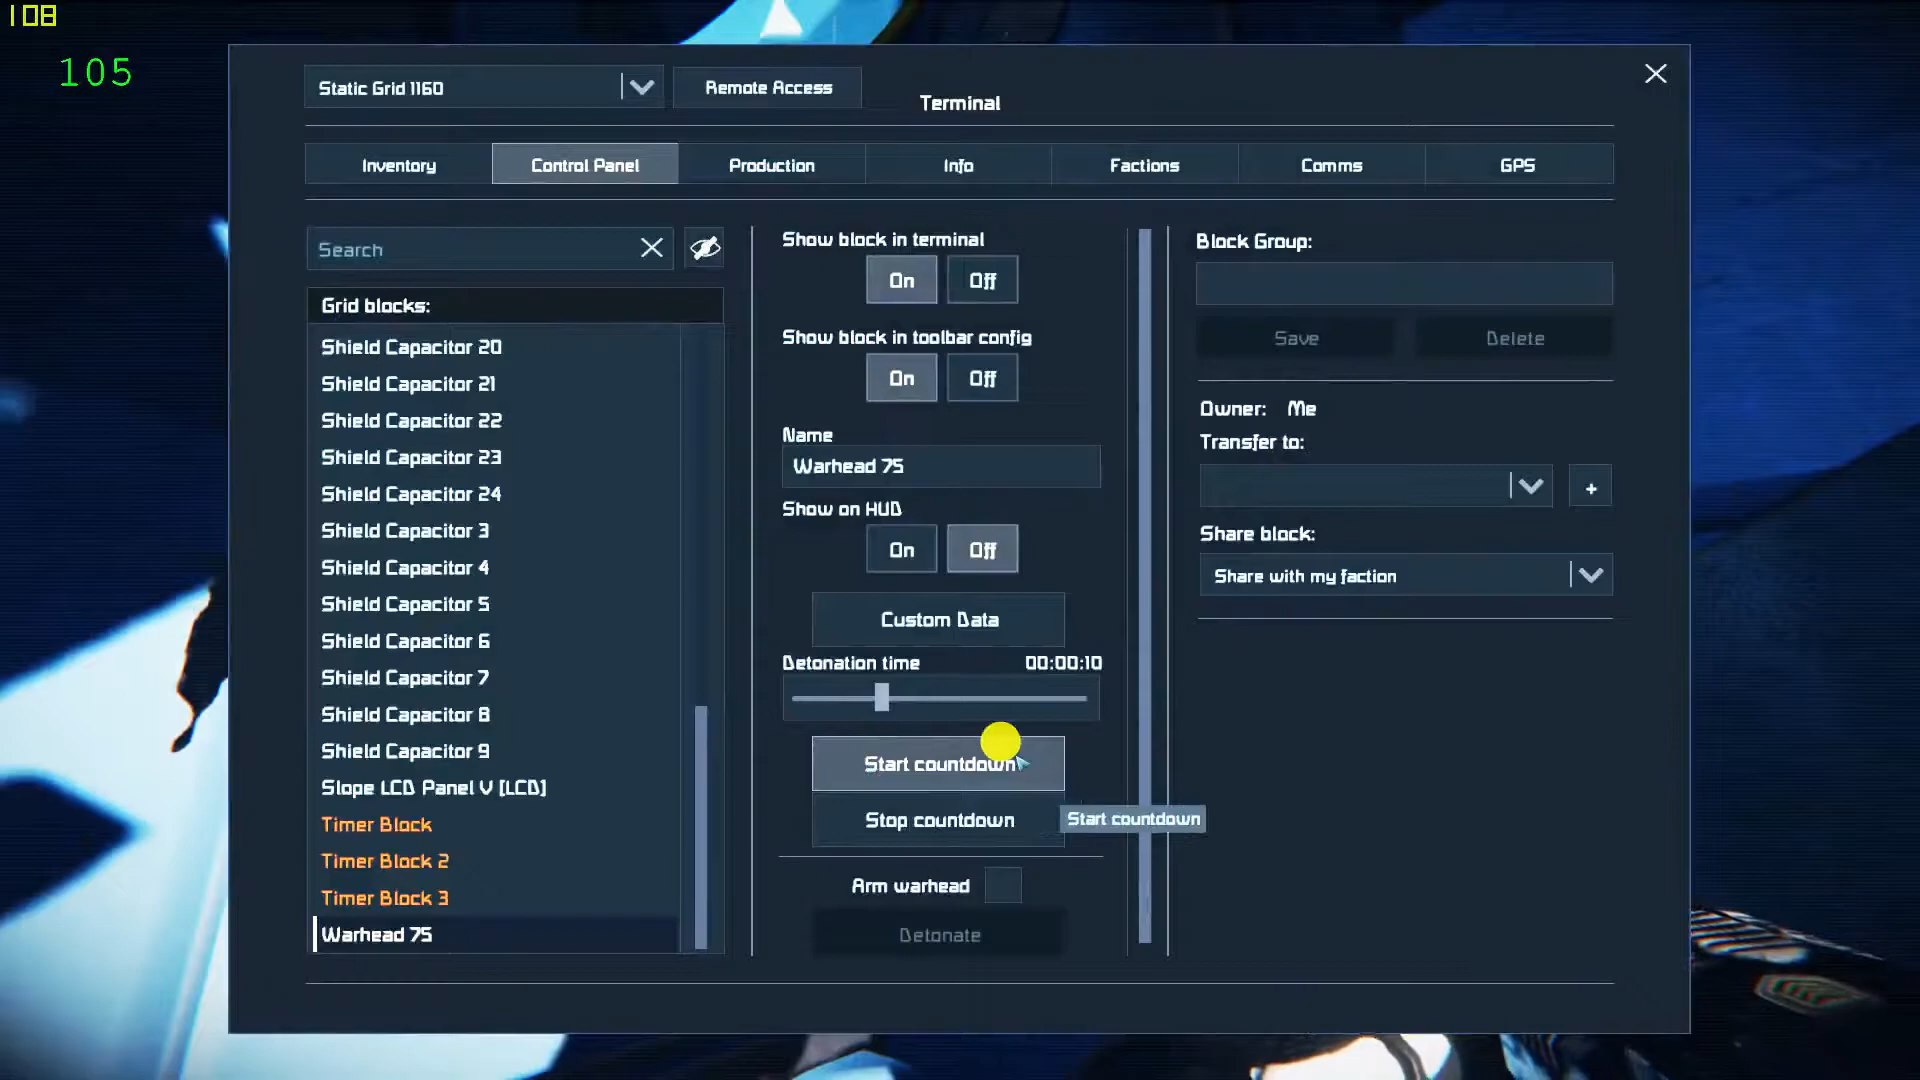 108
105
Static Grid 1160
Remote Access
Terminal
Inventory
Control Panel
Production
Info
Factions
Comms
GPS
Search
Grid blocks:
Shield Capacitor 20
Shield Capacitor 21
Shield Capacitor 22
Shield Capacitor 23
Shield Capacitor 24
Shield Capacitor 3
Shield Capacitor 4
Shield Capacitor 5
Shield Capacitor 6
Shield Capacitor 7
Shield Capacitor 8
Shield Capacitor 9
Slope LCD Panel V [LCD]
Timer Block
Timer Block 2
Timer Block 3
Warhead 75
Show block in terminal
On Off
Show block in toolbar config
On Off
Name
Warhead 75
Show on HUD
On Off
Custom Data
Detonation time 00:00:10
Start countdown
Stop countdown
Start countdown
Arm warhead
Detonate
Block Group:
Save Delete
Owner: Me
Transfer to:
+
Share block:
Share with my faction